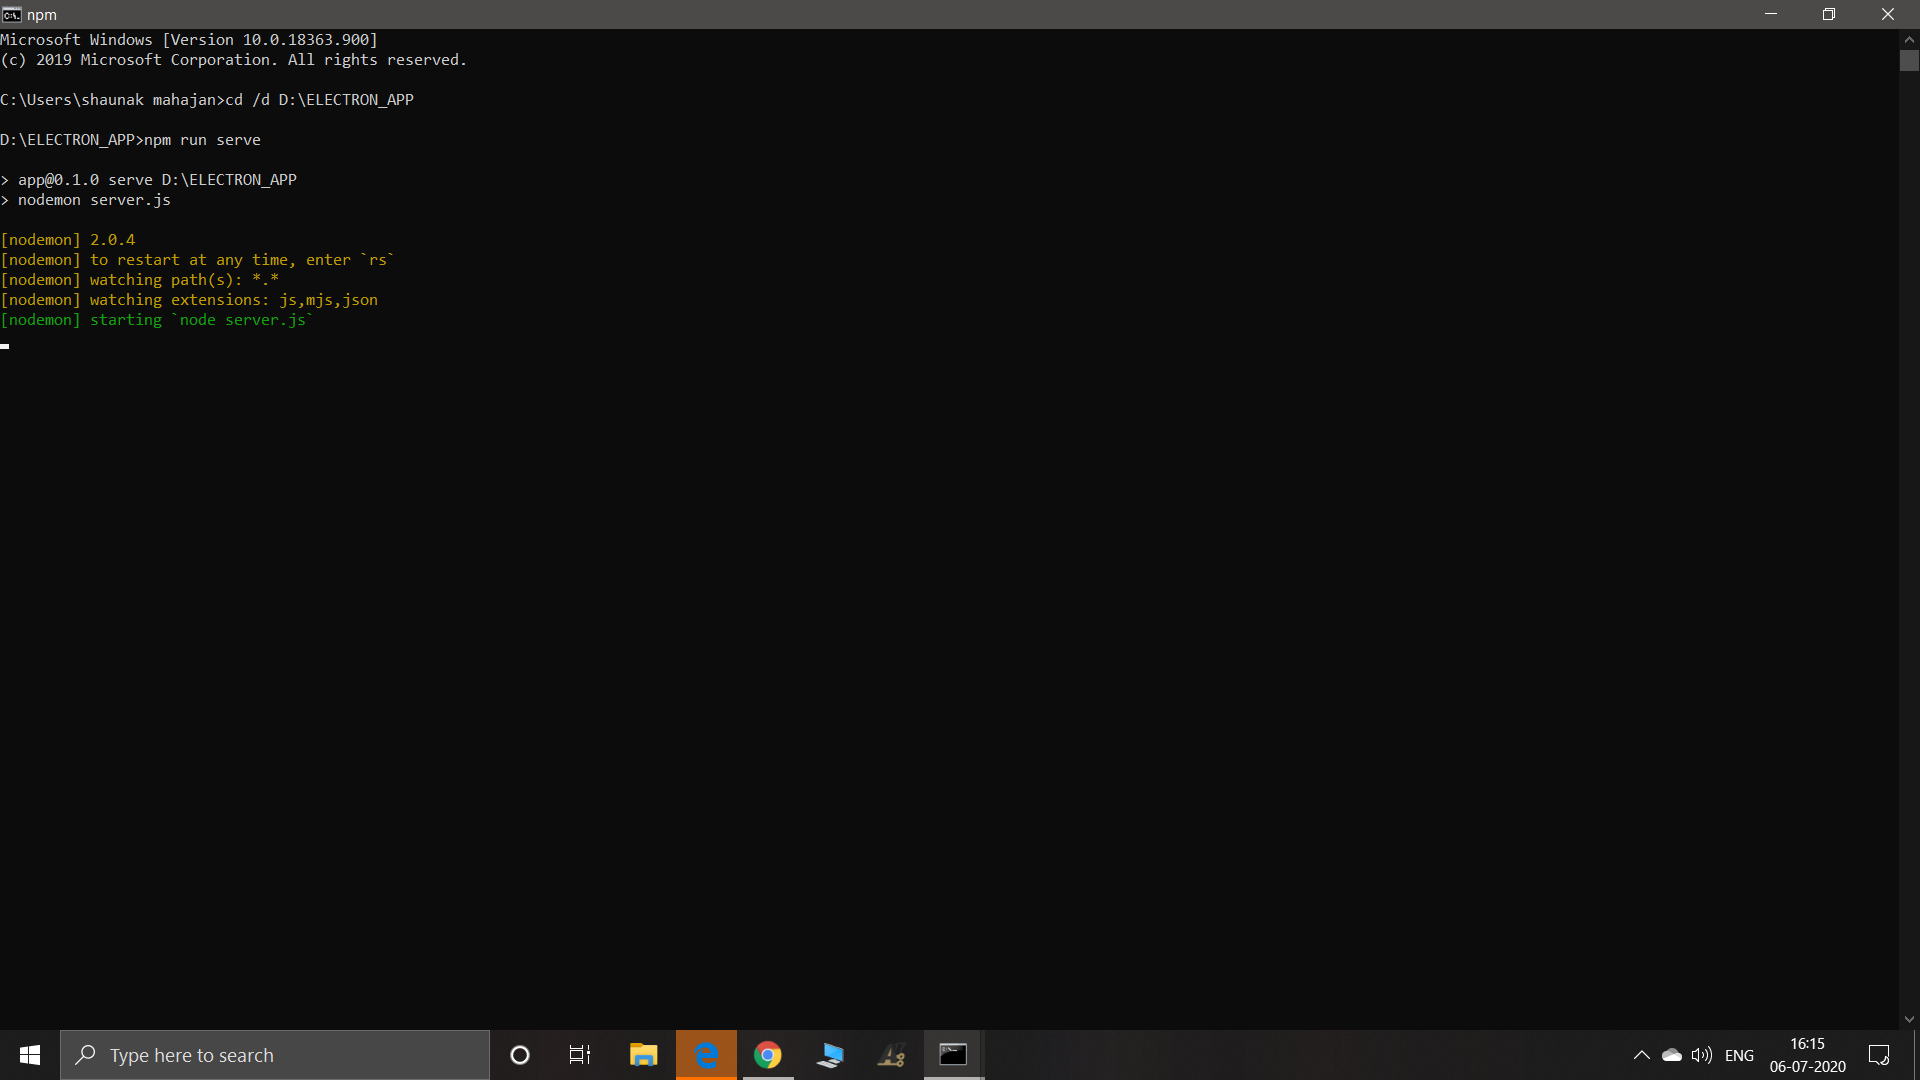 npm
Microsoft Windows [Version 10.0.18363.900]
(c) 2019 Microsoft Corporation. All rights reserved.
C:\Users\shaunak mahajan>cd /d D:\ELECTRON_APP
D:\ELECTRON_APP>npm run serve
> app@0.1.0 serve D:\ELECTRON_APP
> nodemon server.js
[nodemon] 2.0.4
[nodemon] to restart at any time, enter `rs`
[nodemon] watching path(s): *.*
[nodemon] watching extensions: js,mjs,json
[nodemon] starting `node server.js`
Type here to search
ENG
16:15
06-07-2020